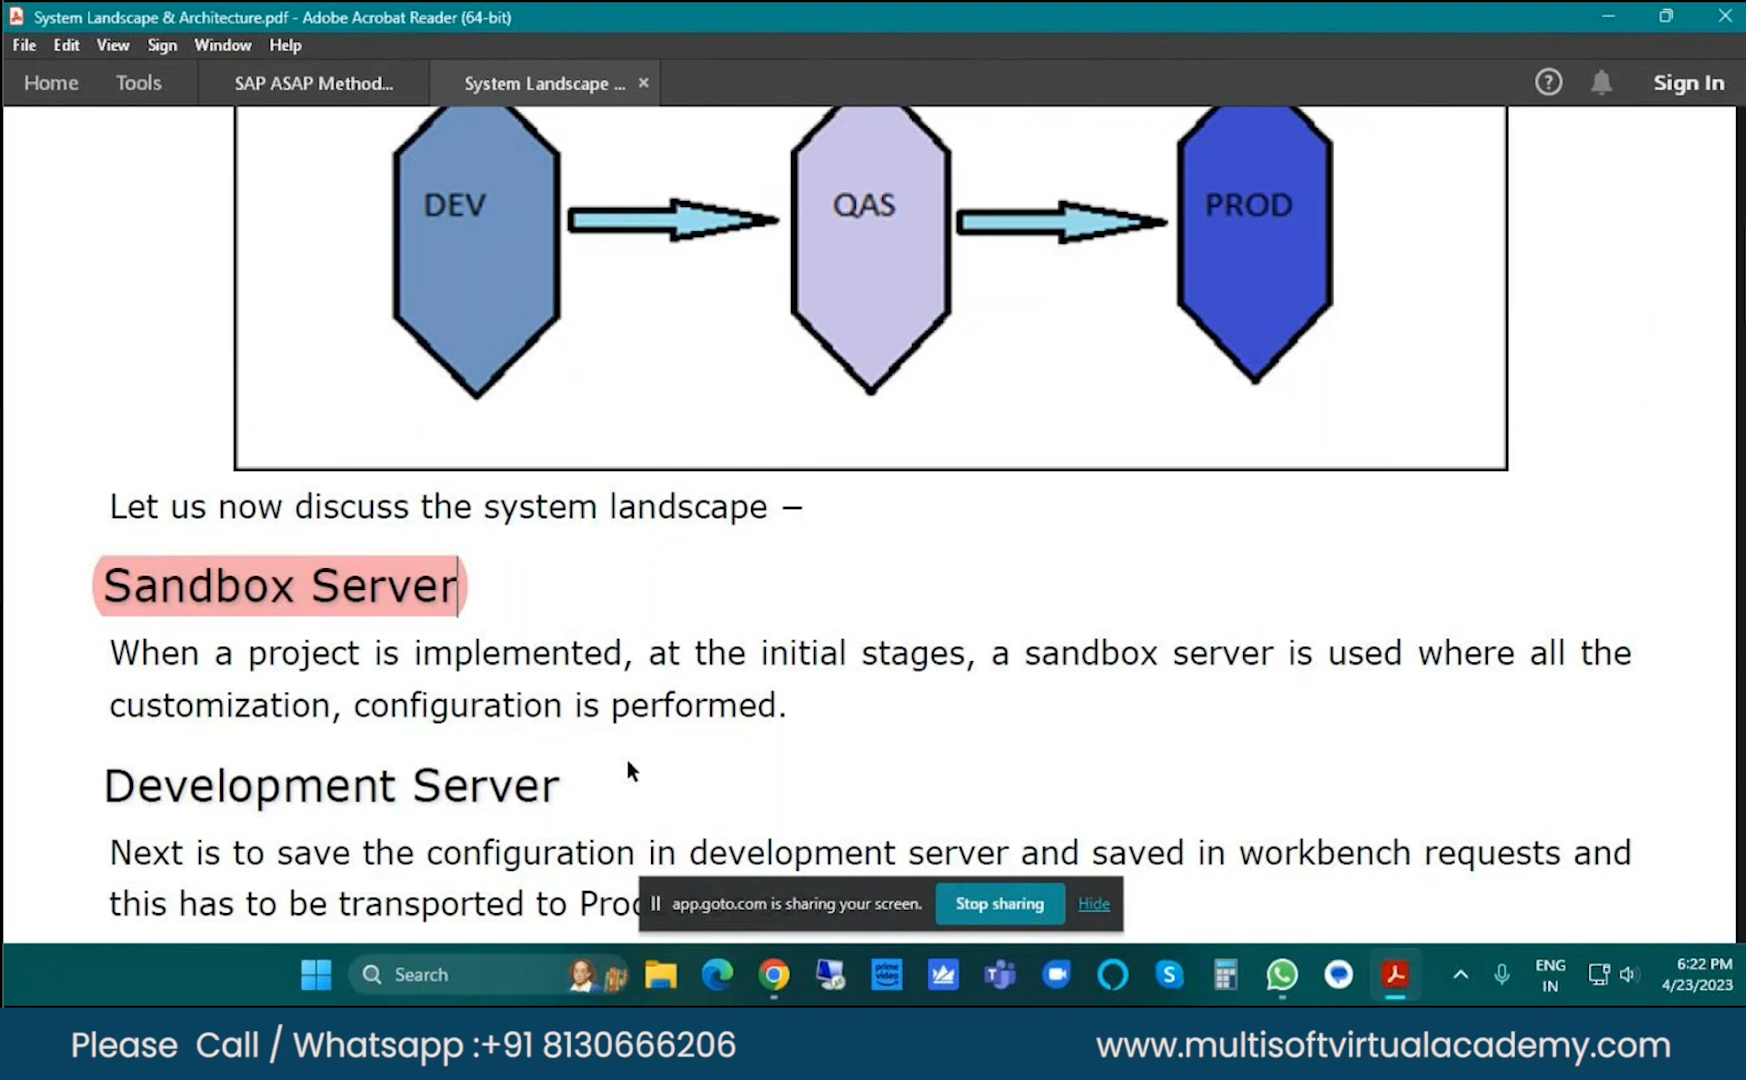 System Landscape & Architecture.pdf - Adobe Acrobat Reader (64-bit)
File Edit View Sign Window Help
Home Tools SAP ASAP Method... System Landscape ... × ? Sign In
DEV QAS PROD
Let us now discuss the system landscape –
Sandbox Server
When a project is implemented, at the initial stages, a sandbox server is used where all the
customization, configuration is performed.
Development Server
Next is to save the configuration in development server and saved in workbench requests and
this has to be transported to
app.goto.com is sharing your screen. Stop sharing Hide
Search prime video ENG 6:22 PM
IN 4/23/2023
Please Call / Whatsapp :+91 8130666206 www.multisoftvirtualacademy.com